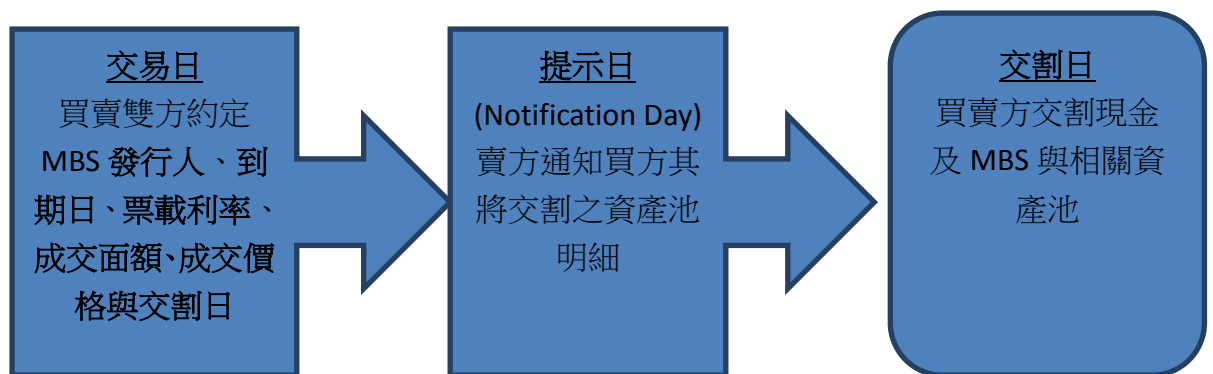 交易日
買賣雙方約定
MBS 發行人、到
期日、票載利率、
成交面額、成交價
格與交割日
提示日
(Notification Day)
賣方通知買方其
將交割之資產池
明細
交割日
買賣方交割現金
及 MBS 與相關資
產池